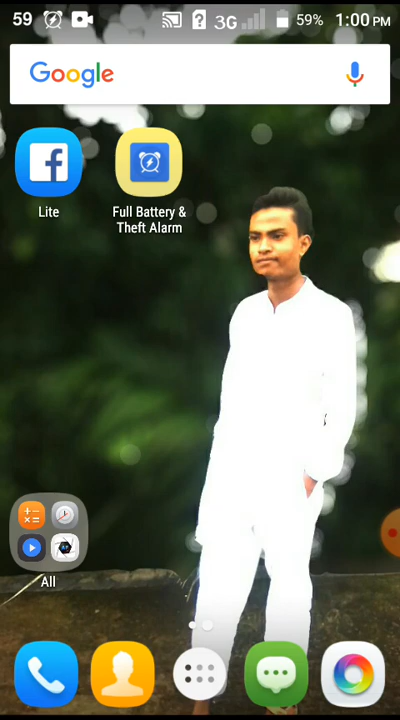 59 3G 59% 1:00 PM
Google
Lite
Full Battery &
Theft Alarm
All